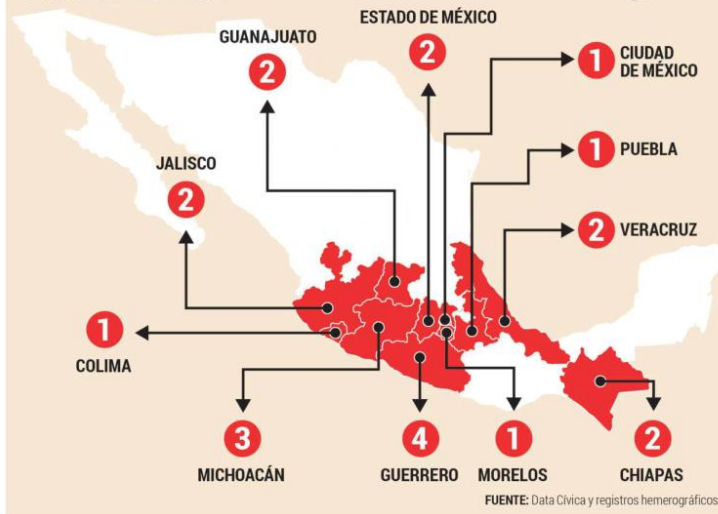 ESTADO DE MÉXICO
2
GUANAJUATO
2
1 CIUDAD
DE MÉXICO
JALISCO
2
1 PUEBLA
2 VERACRUZ
1
COLIMA
3
MICHOACÁN
4
GUERRERO
1
MORELOS
2
CHIAPAS
FUENTE: Data Cívica y registros hemerográficos